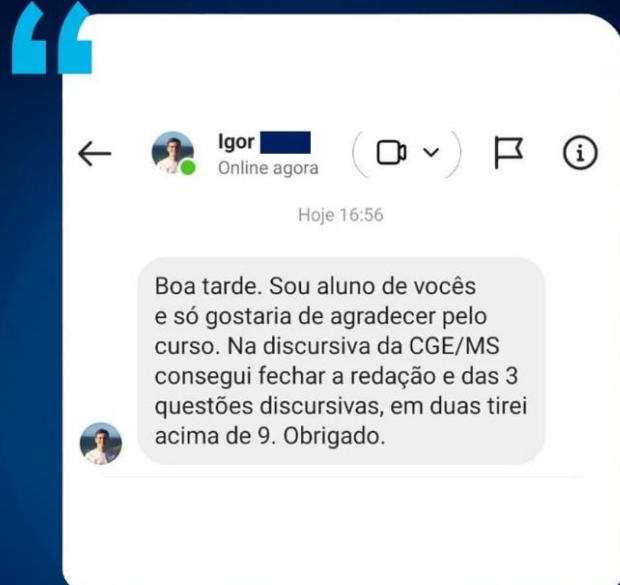 Igor
Online agora
Hoje 16:56
Boa tarde. Sou aluno de vocês
e só gostaria de agradecer pelo
curso. Na discursiva da CGE/MS
consegui fechar a redação e das 3
questões discursivas, em duas tirei
acima de 9. Obrigado.